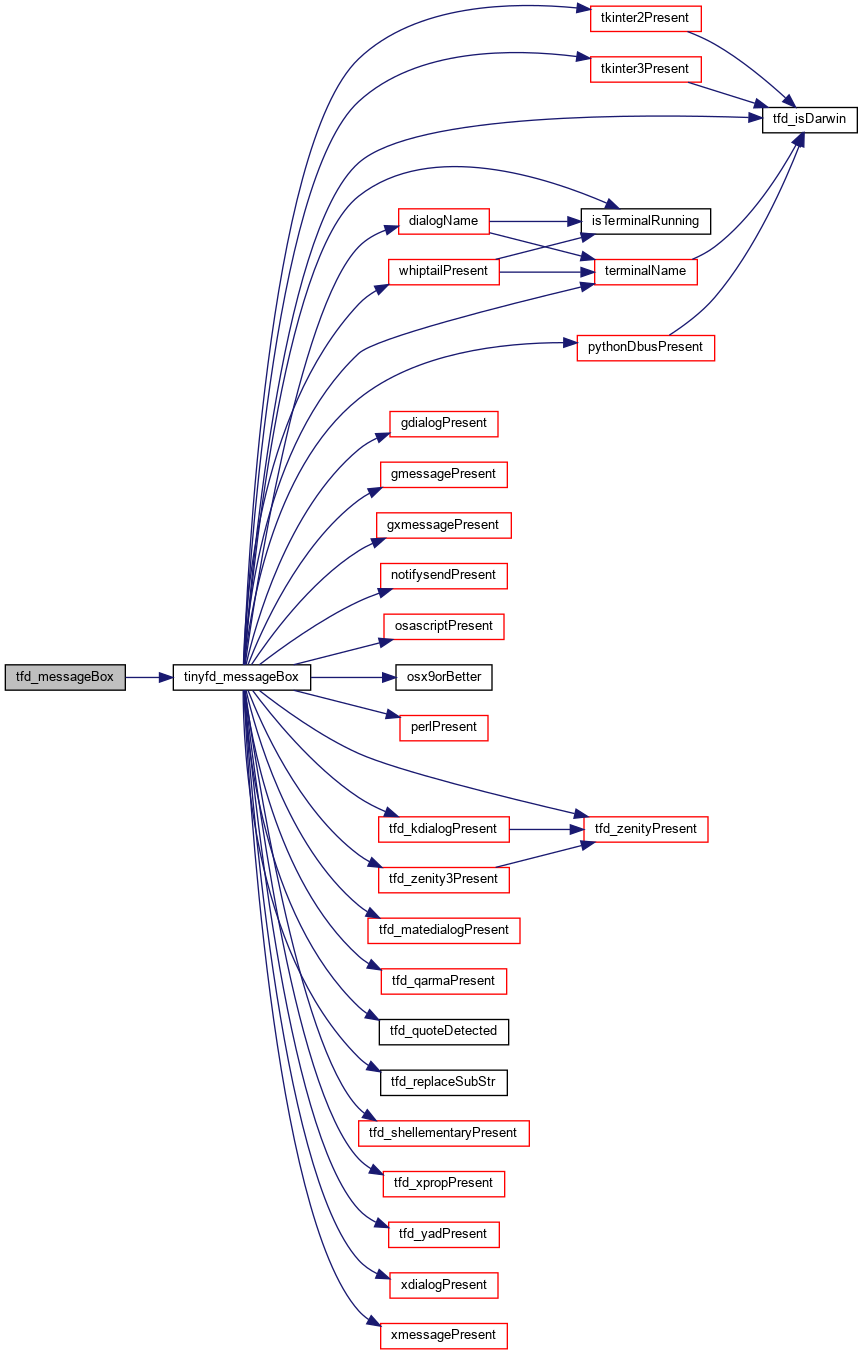 tkinter2Present
tkinter3Present
tfd_isDarwin
dialogName
isTerminalRunning
whiptailPresent
terminalName
pythonDbusPresent
gdialogPresent
gmessagePresent
gxmessagePresent
notifysendPresent
osascriptPresent
tfd_messageBox
tinyfd_messageBox
osx9orBetter
perlPresent
tfd_kdialogPresent
tfd_zenityPresent
tfd_zenity3Present
tfd_matedialogPresent
tfd_qarmaPresent
tfd_quoteDetected
tfd_replaceSubStr
tfd_shellementaryPresent
tfd_xpropPresent
tfd_yadPresent
xdialogPresent
xmessagePresent